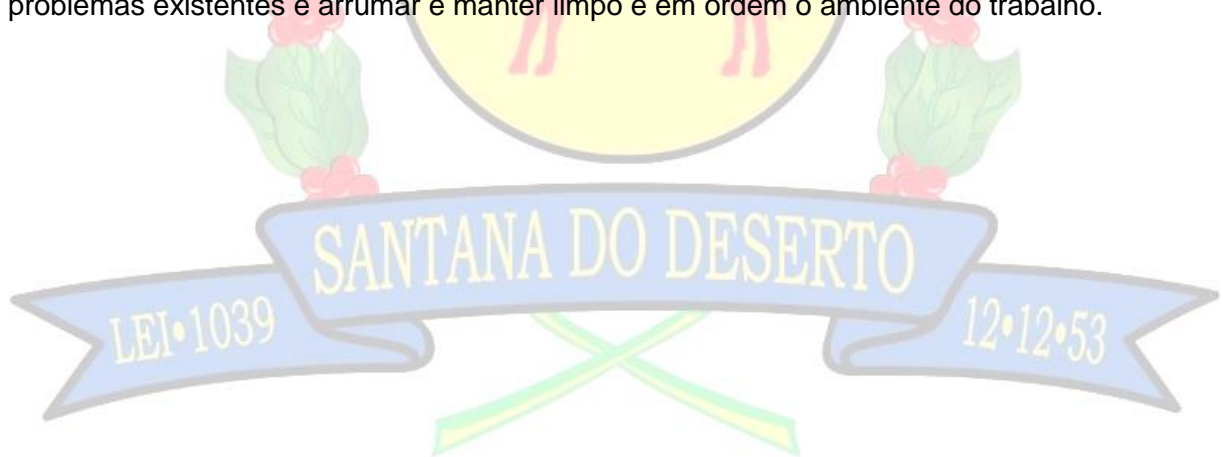 problemas existentes e arrumar e manter limpo e em ordem o ambiente do trabalho.
SANTANA DO DESERTO
LEI•1039
12•12•53